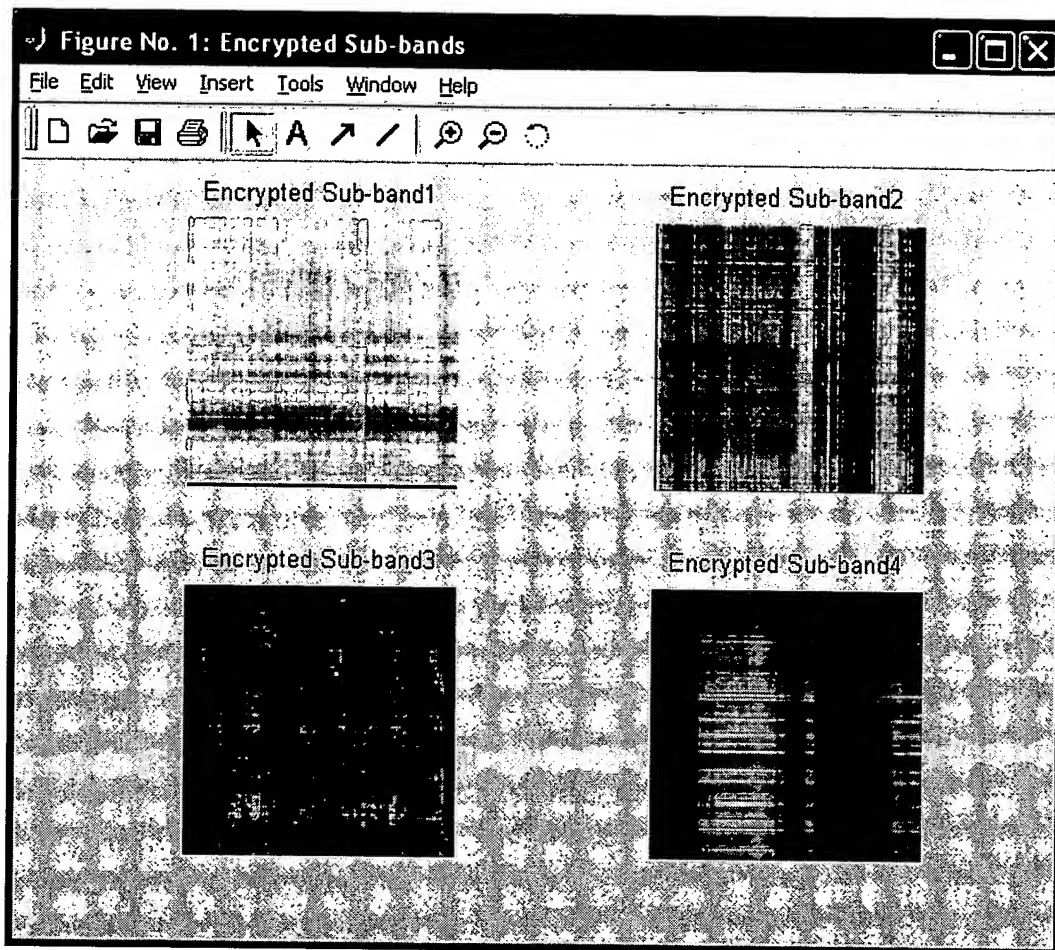 Figure No. 1: Encrypted Sub-bands
File Edit View Insert Tools Window Help
A
Encrypted Sub-band1
Encrypted Sub-band2
Encrypted Sub-band3
Encrypted Sub-band4